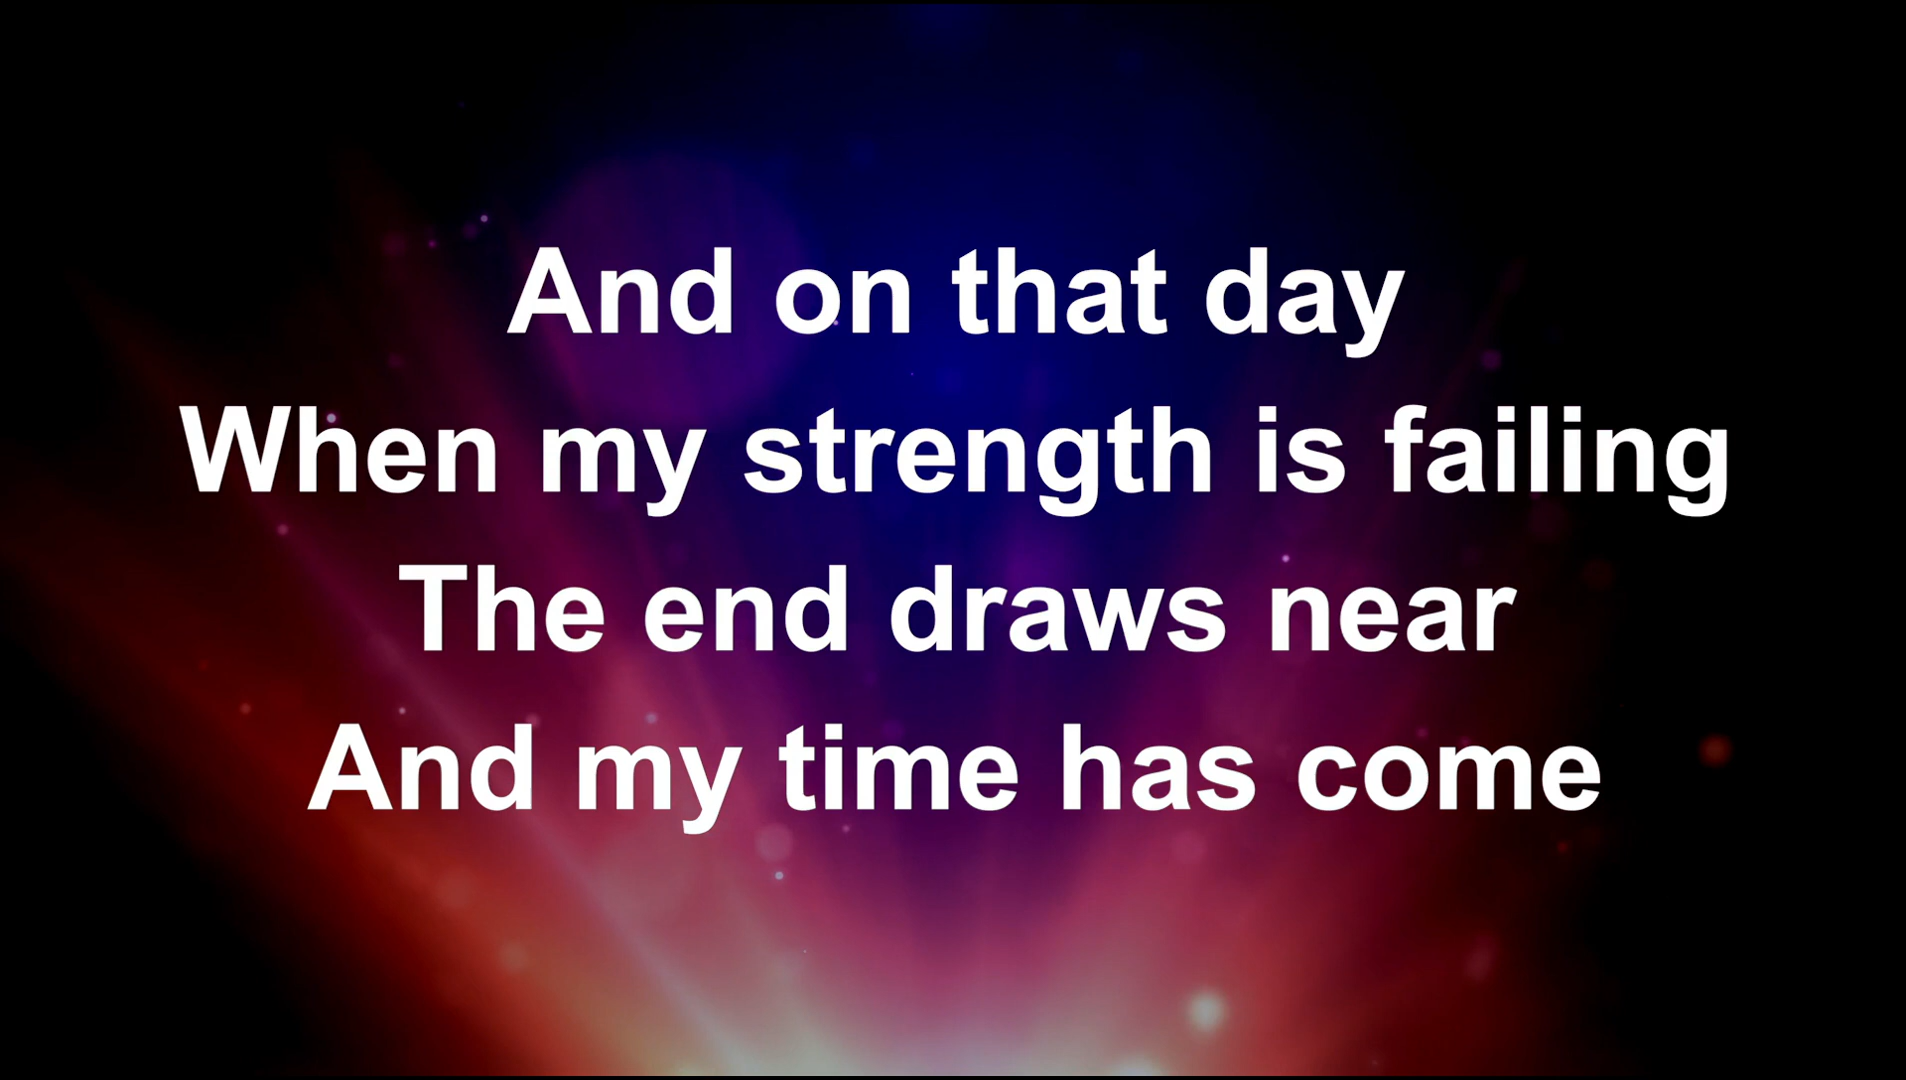 And on that day
When my strength is failing
The end draws near
And my time has come